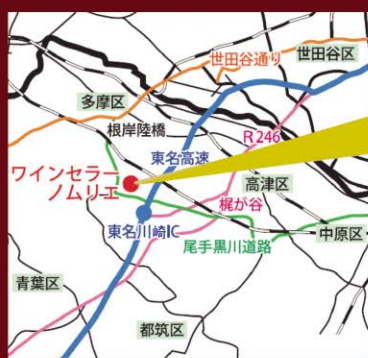 世田谷通り
世田谷区
多摩区
根岸陸橋
R246
東名高速
ワインセラー
ノムリエ
高津区
梶が谷
東名川崎IC
中原区
尾手黒川道路
青葉区
都筑区